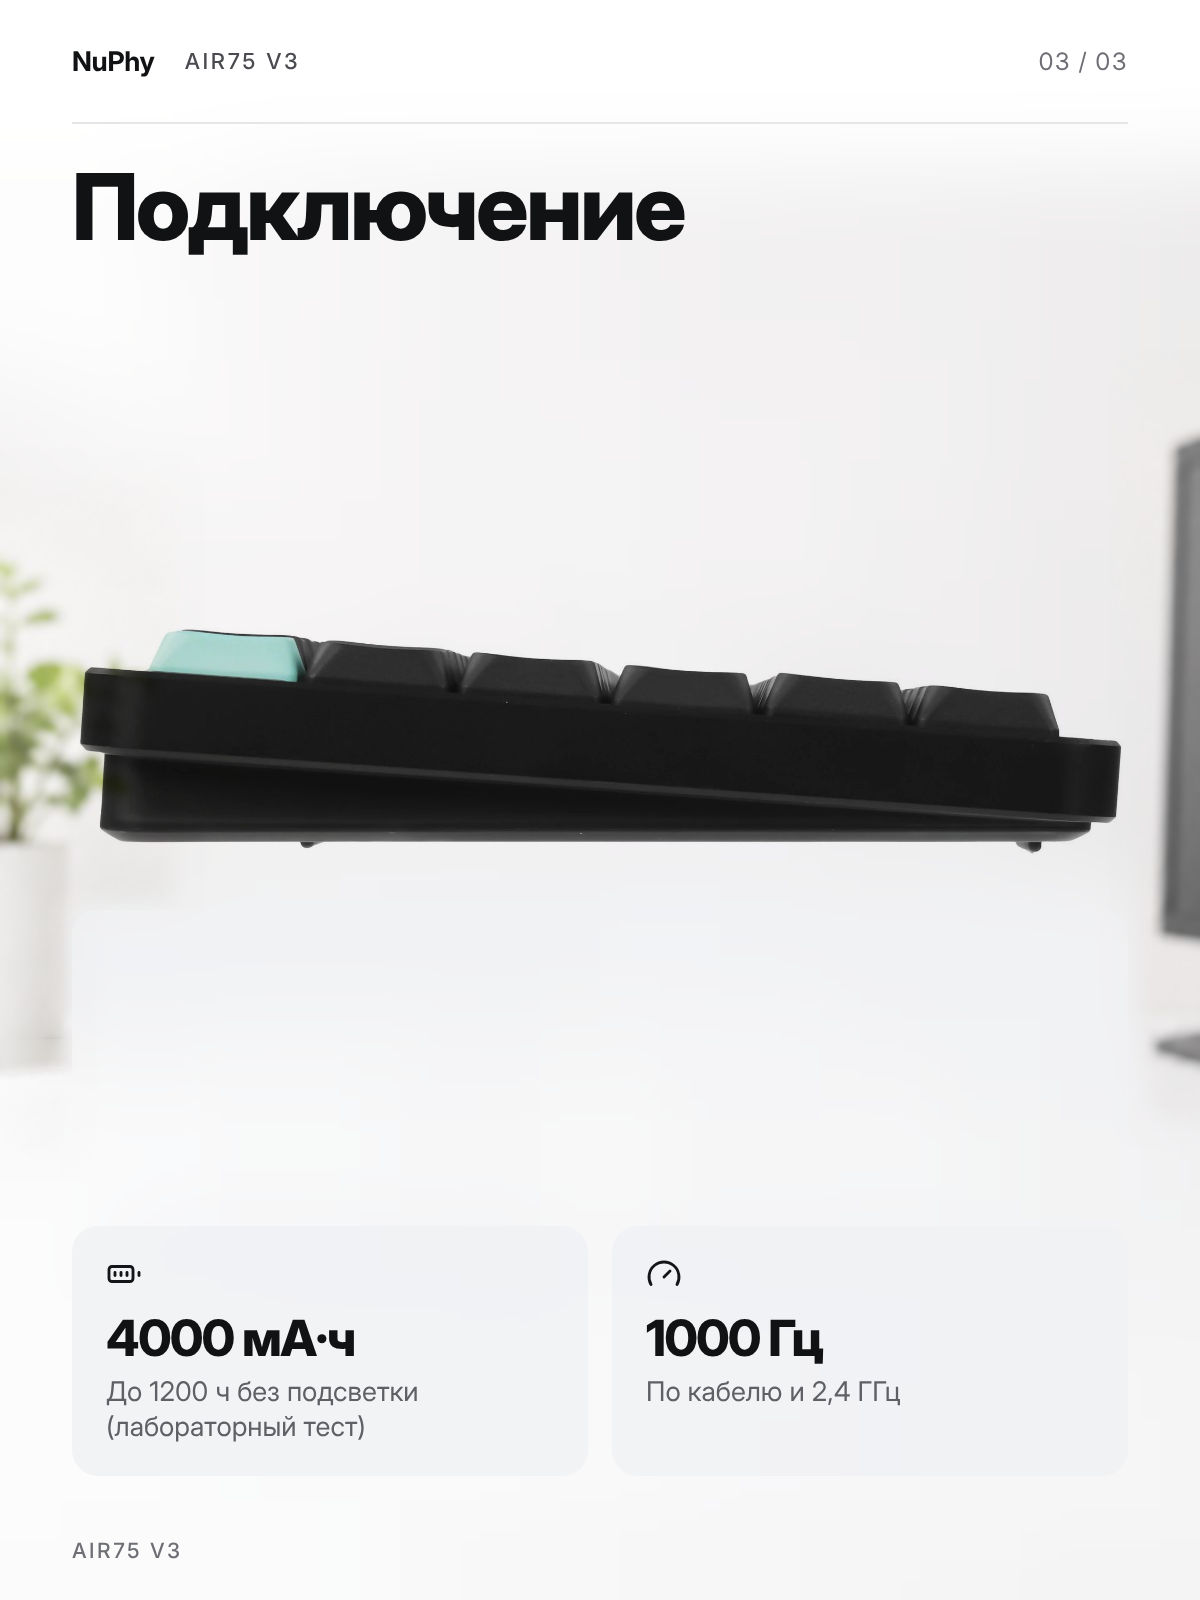 NuPhy AIR75 V3 03 / 03
Подключение
4000 мА·ч
До 1200 ч без подсветки
(лабораторный тест)
1000 Гц
По кабелю и 2,4 ГГц
AIR75 V3